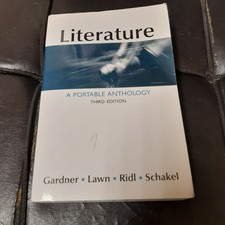 Literature
A PORTABLE ANTHOLOGY
THIRD EDITION
Gardner • Lawn • Ridl • Schakel